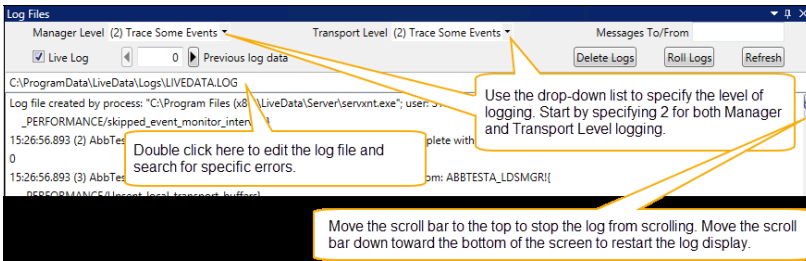 Log Files
Manager Level (2) Trace Some Events Transport Level (2) Trace Some Events Messages To/From
Live Log 0 Previous log data Delete Logs Roll Logs Refresh
C:\ProgramData\LiveData\Logs\LIVEDATA.LOG
Log file created by process: "C:\Program Files (x8 \LiveData\Server\servxnt.exe"; user:
_PERFORMANCE/skipped_event_monitor_inter
15:26:56.893 (2) AbbTes plete with
0
15:26:56.893 (3) AbbTes om: ABBTESTA_LDSMGR!{
_PERFORMANCE/Unsent_local_transport_buffers}
Use the drop-down list to specify the level of
logging. Start by specifying 2 for both Manager
and Transport Level logging.
Double click here to edit the log file and
search for specific errors.
Move the scroll bar to the top to stop the log from scrolling. Move the scroll
bar down toward the bottom of the screen to restart the log display.